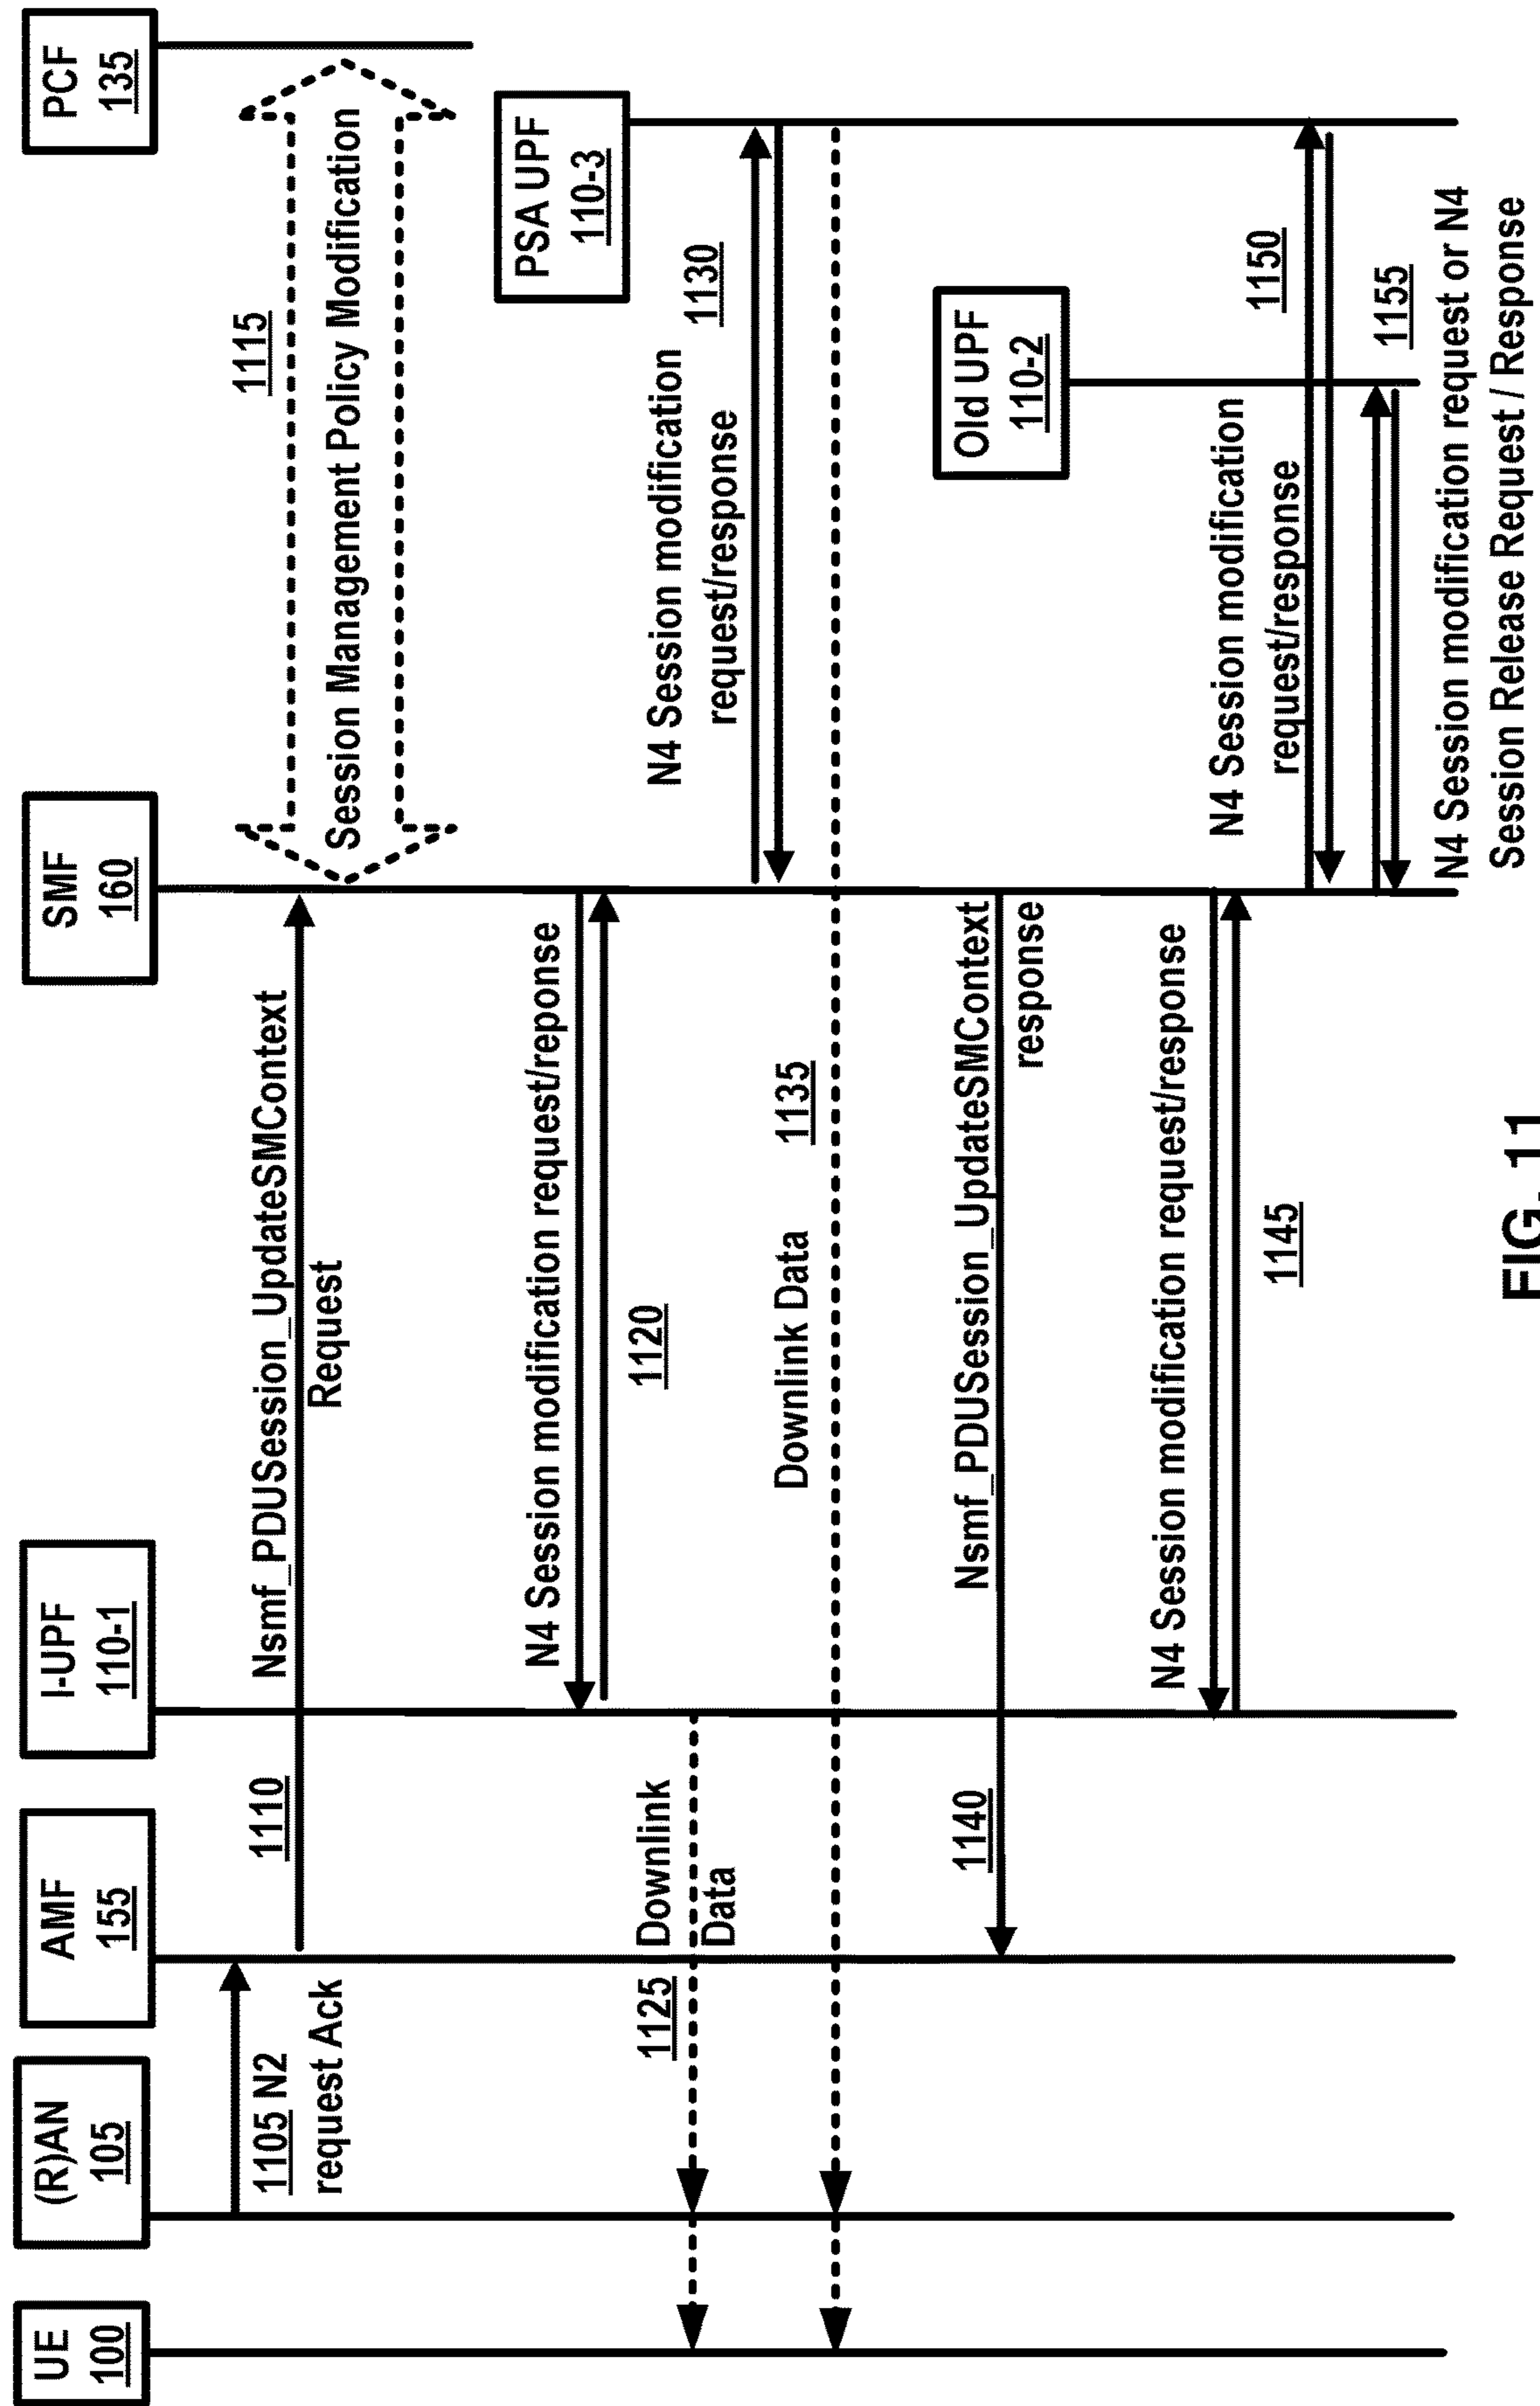 UE
100
(R)AN
105
AMF
155
I-UPF
110-1
SMF
160
PCF
135
1105 N2
request Ack
1110
Nsmf_PDUSession_UpdateSMContext
Request
1115
Session Management Policy Modification
PSA UPF
110-3
N4 Session modification request/reponse
1120
1125
Downlink
Data
N4 Session modification
request/response
1130
Downlink Data
1135
Old UPF
110-2
1140
Nsmf_PDUSession_UpdateSMContext
response
N4 Session modification request/response
1145
N4 Session modification
request/response
1150
1155
N4 Session modification request or N4
Session Release Request / Response
FIG. 11